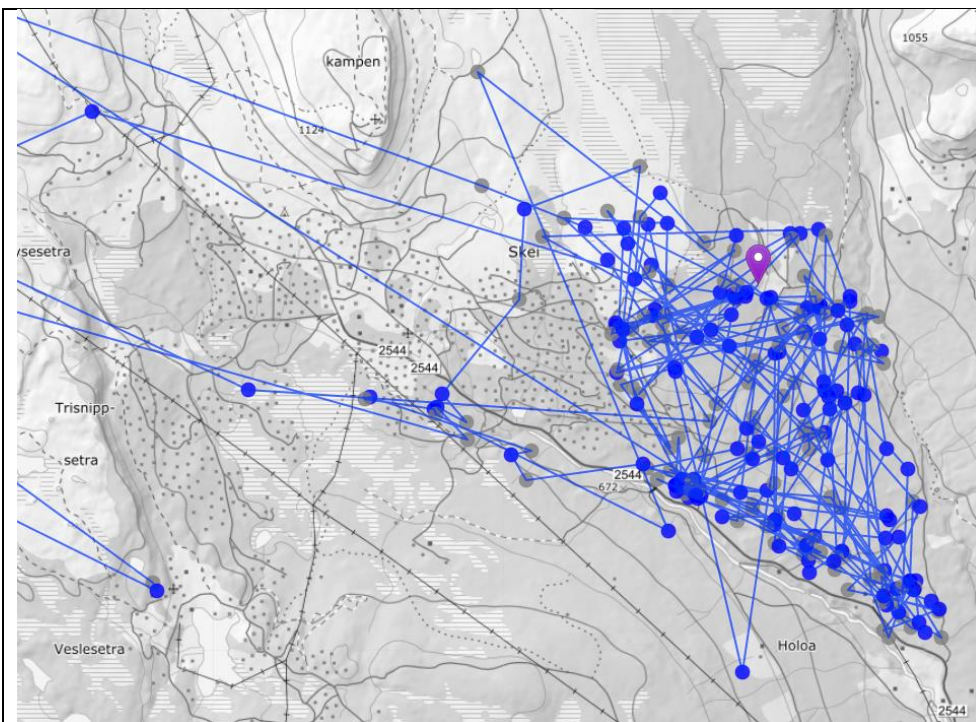 1055
kampen
1124
Skei
ysesetra
2544
2544
Trisnipp-
setra
2544
672
Veslesetra
Holoa
2544